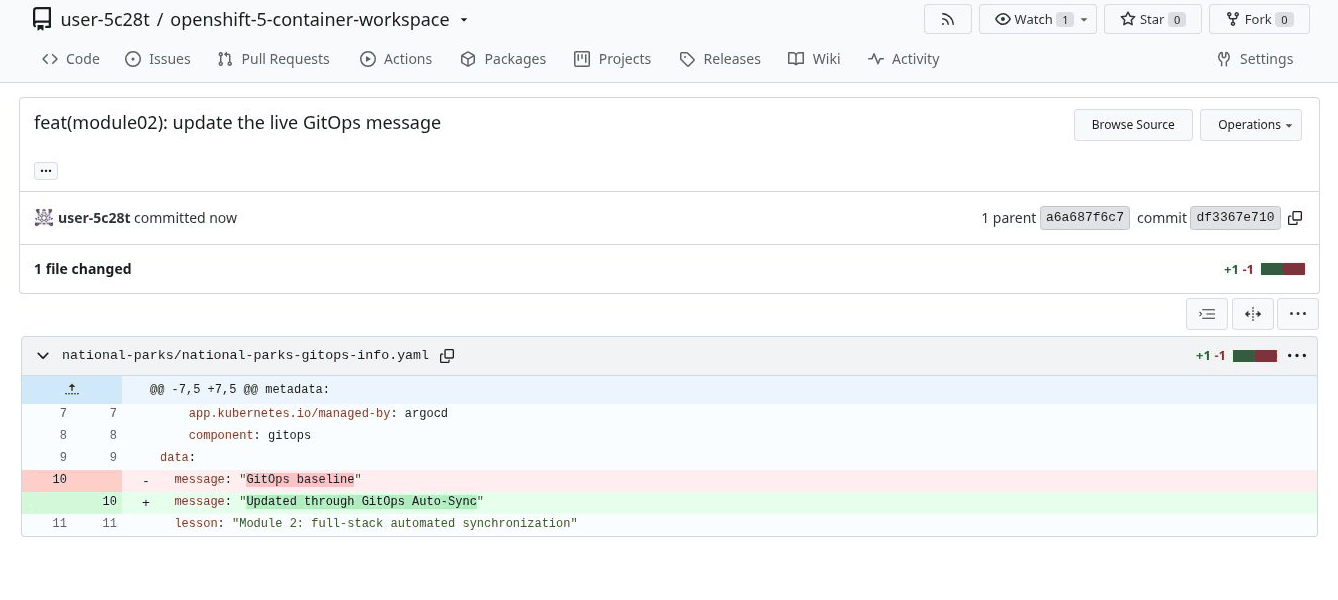 user-5c28t / openshift-5-container-workspace
Watch 1
Star 0
Fork 0
Code Issues Pull Requests Actions Packages Projects Releases Wiki Activity Settings
feat(module02): update the live GitOps message
Browse Source
Operations
...
user-5c28t committed now
1 parent a6a687f6c7 commit df3367e710
1 file changed
+1 -1
national-parks/national-parks-gitops-info.yaml
+1 -1
@@ -7,5 +7,5 @@ metadata:
7 7 app.kubernetes.io/managed-by: argocd
8 8 component: gitops
9 9 data:
10 - message: "GitOps baseline"
10 + message: "Updated through GitOps Auto-Sync"
11 11 lesson: "Module 2: full-stack automated synchronization"